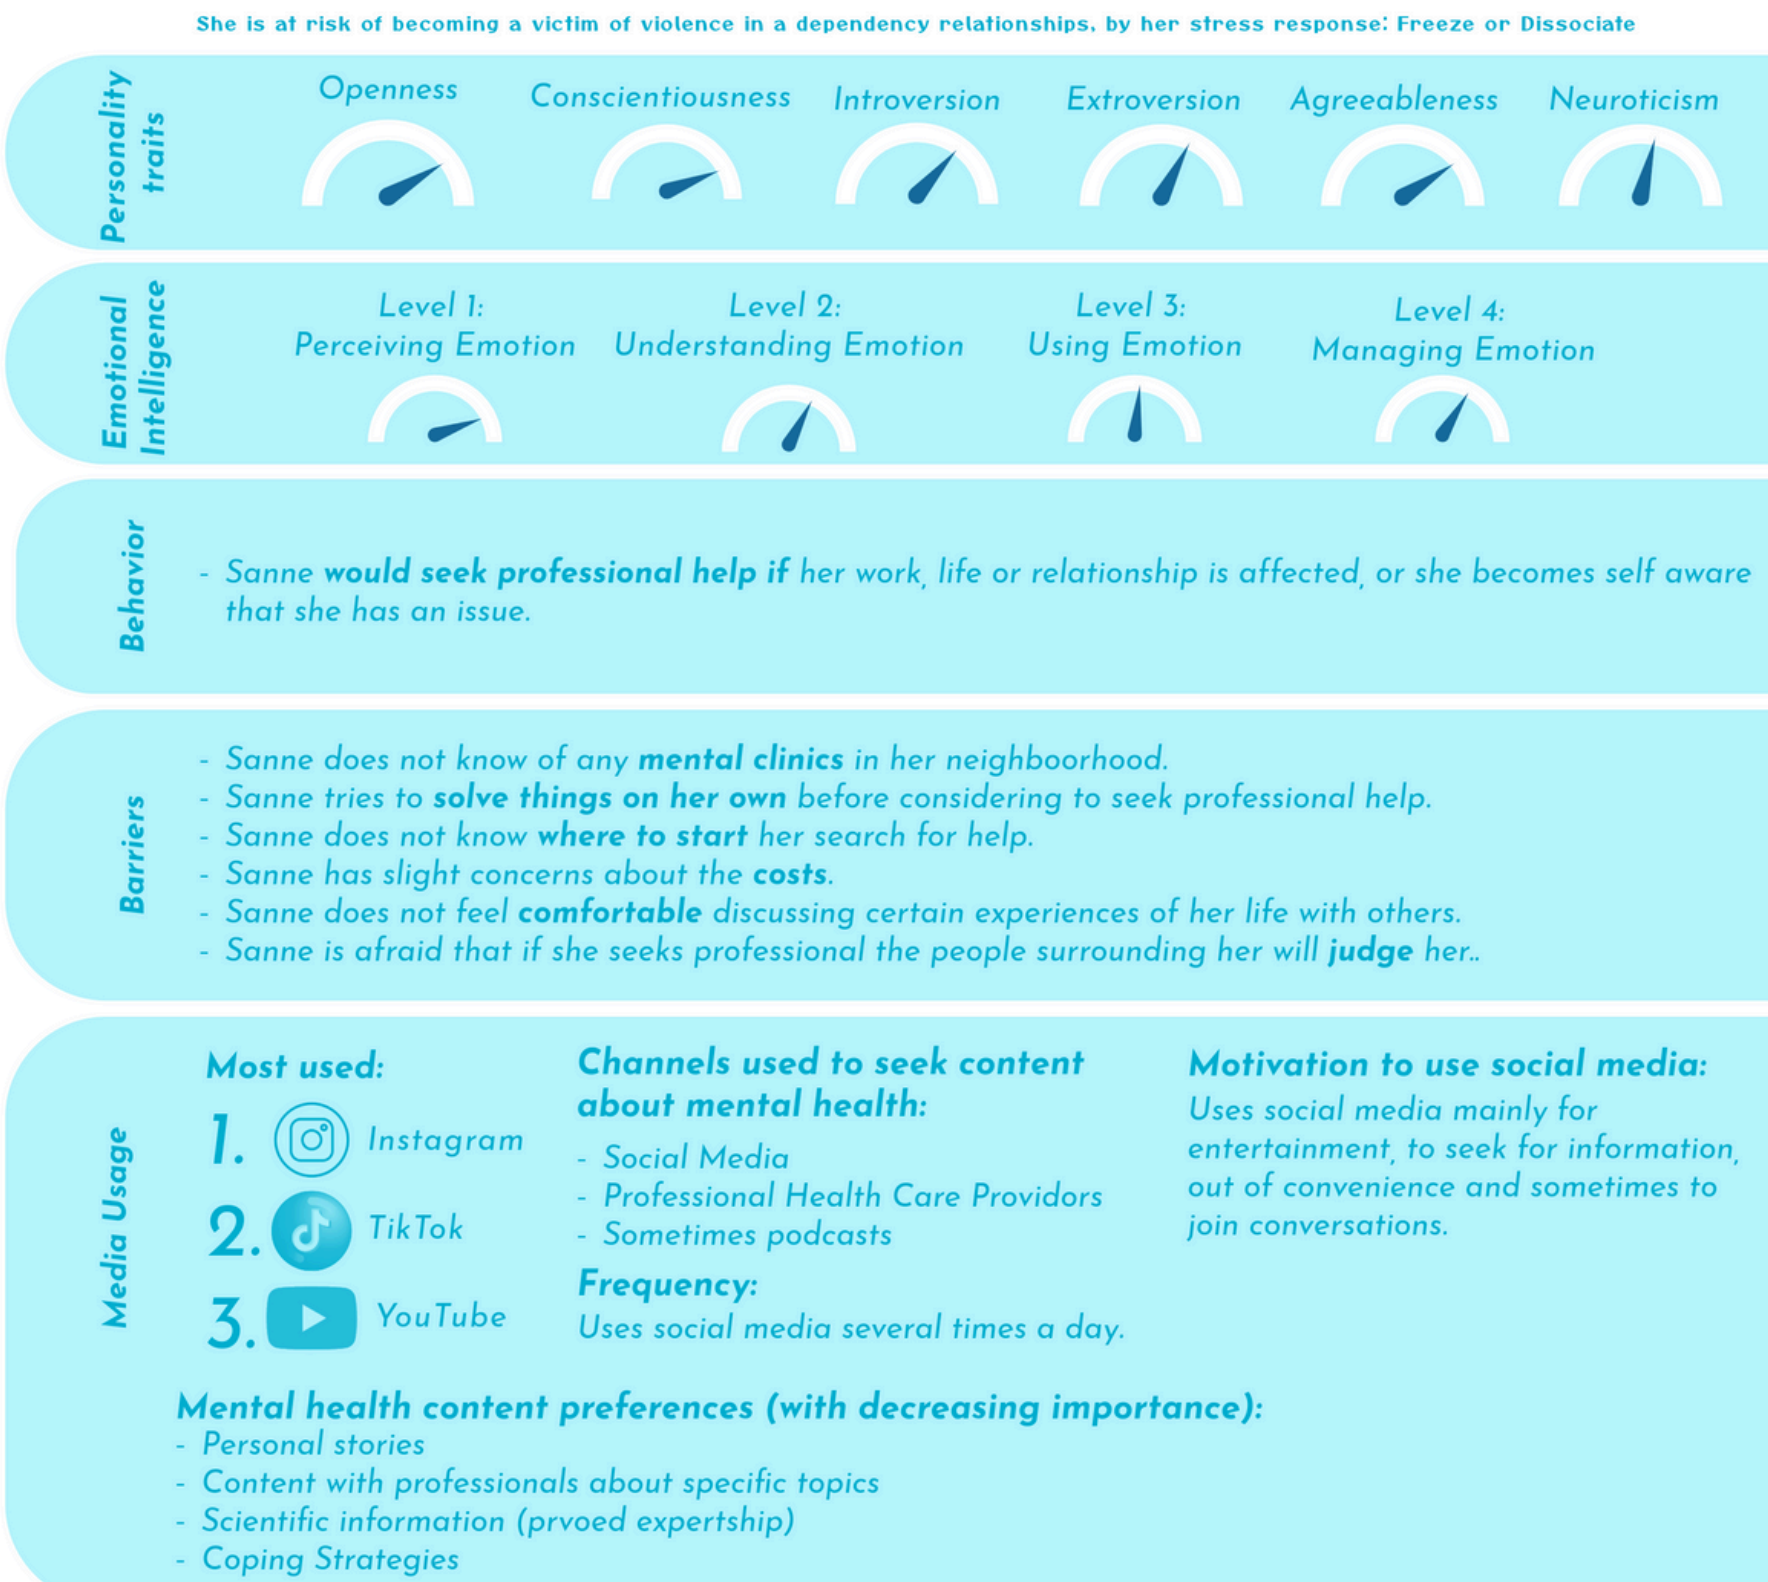 She is at risk of becoming a victim of violence in a dependency relationships, by her stress response: Freeze or Dissociate
Personality
traits
Openness
Conscientiousness
Introversion
Extroversion
Agreeableness
Neuroticism
Emotional
Intelligence
Level 1:
Perceiving Emotion
Level 2:
Understanding Emotion
Level 3:
Using Emotion
Level 4:
Managing Emotion
Behavior
- Sanne would seek professional help if her work, life or relationship is affected, or she becomes self aware
that she has an issue.
Barriers
- Sanne does not know of any mental clinics in her neighboorhood.
- Sanne tries to solve things on her own before considering to seek professional help.
- Sanne does not know where to start her search for help.
- Sanne has slight concerns about the costs.
- Sanne does not feel comfortable discussing certain experiences of her life with others.
- Sanne is afraid that if she seeks professional the people surrounding her will judge her..
Media Usage
Most used:
1. Instagram
2. TikTok
3. YouTube
Channels used to seek content
about mental health:
- Social Media
- Professional Health Care Providors
- Sometimes podcasts
Frequency:
Uses social media several times a day.
Motivation to use social media:
Uses social media mainly for
entertainment, to seek for information,
out of convenience and sometimes to
join conversations.
Mental health content preferences (with decreasing importance):
- Personal stories
- Content with professionals about specific topics
- Scientific information (prvoed expertship)
- Coping Strategies